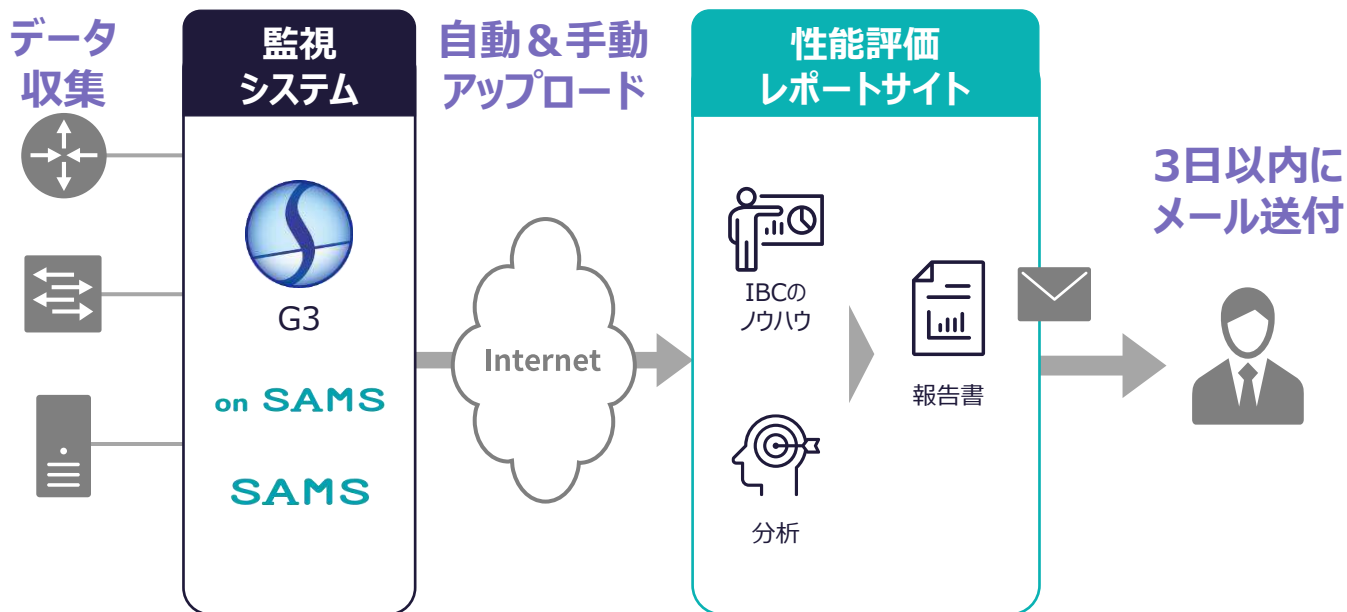 データ
収集
監視
システム
G3
on SAMS
SAMS
自動&手動
アップロード
Internet
性能評価
レポートサイト
IBCの
ノウハウ
分析
報告書
3日以内に
メール送付